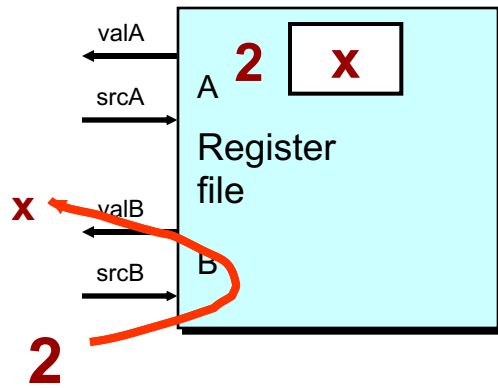 valA
2 x
srcA
A
Register
file
x
valB
B
srcB
2